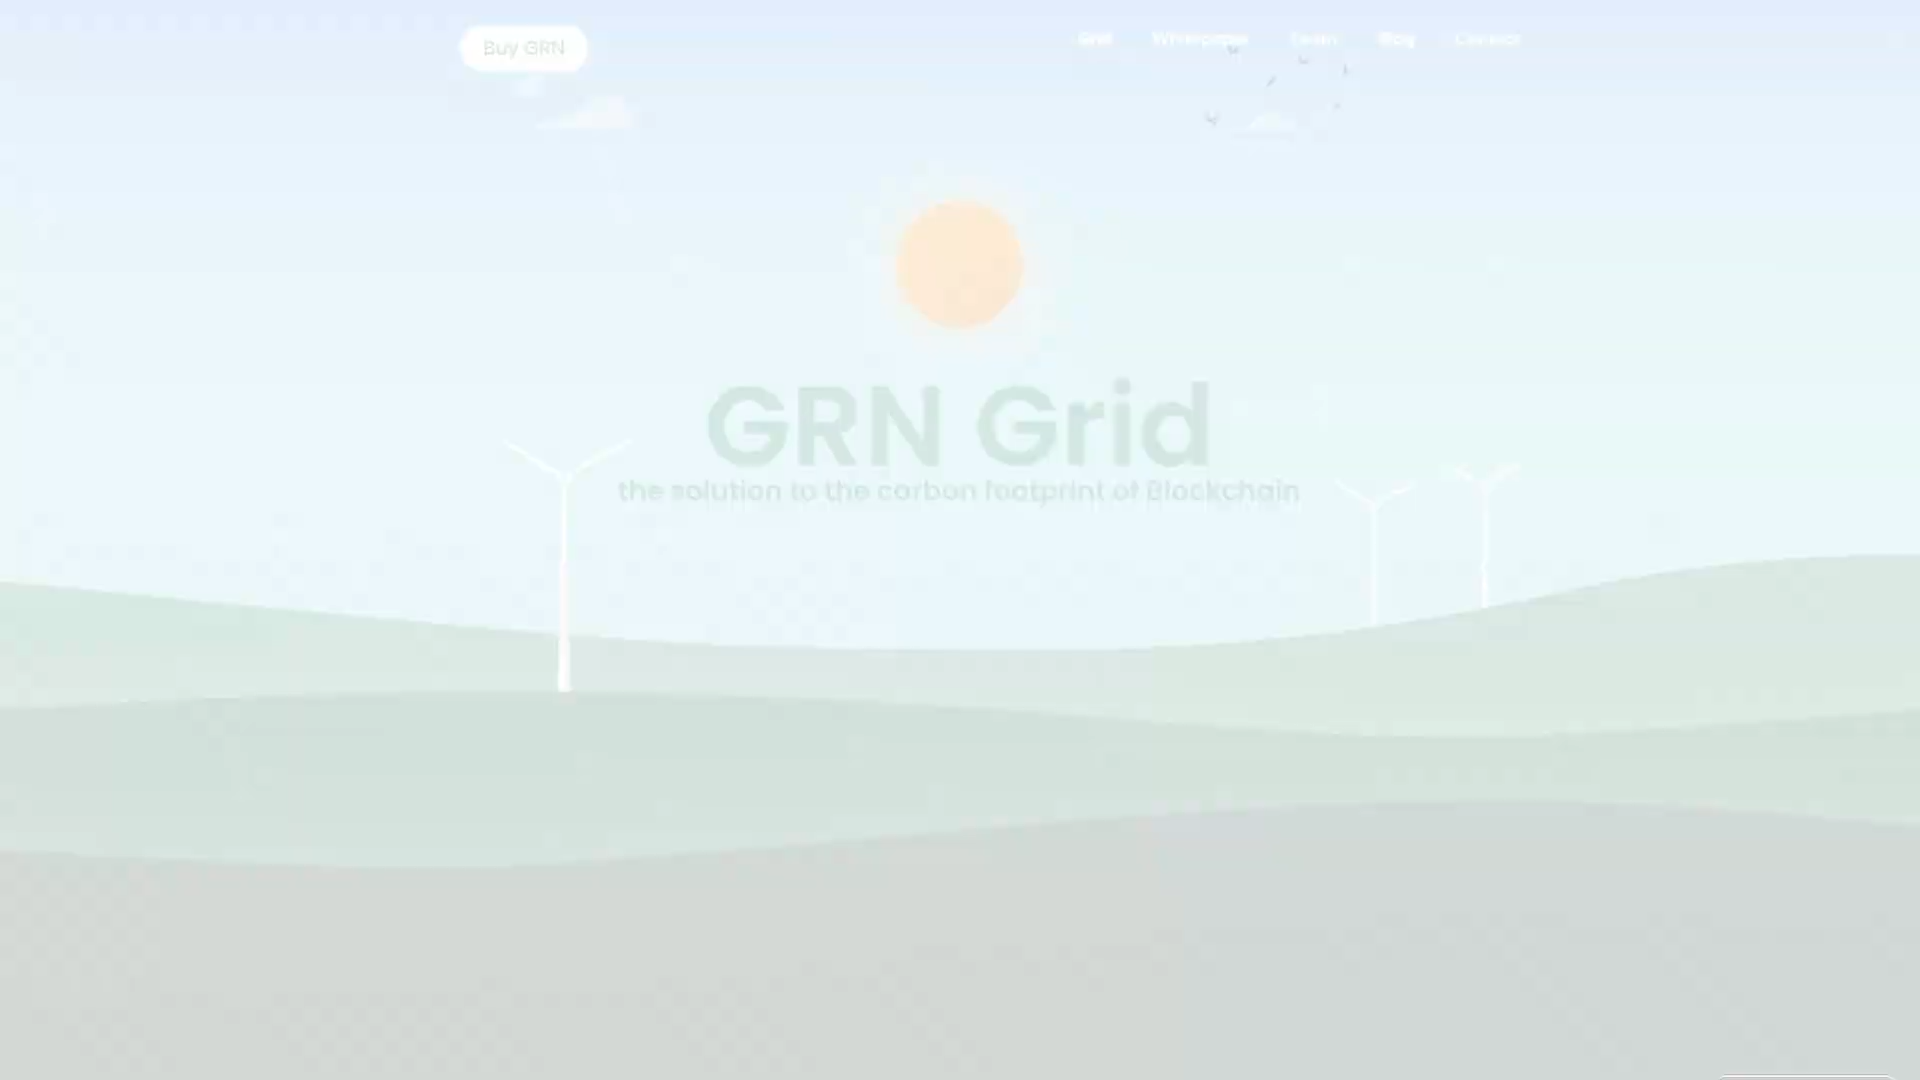 Buy GRN
Grid Whitepaper Team Blog Contact
GRN Grid
the solution to the carbon footprint of Blockchain